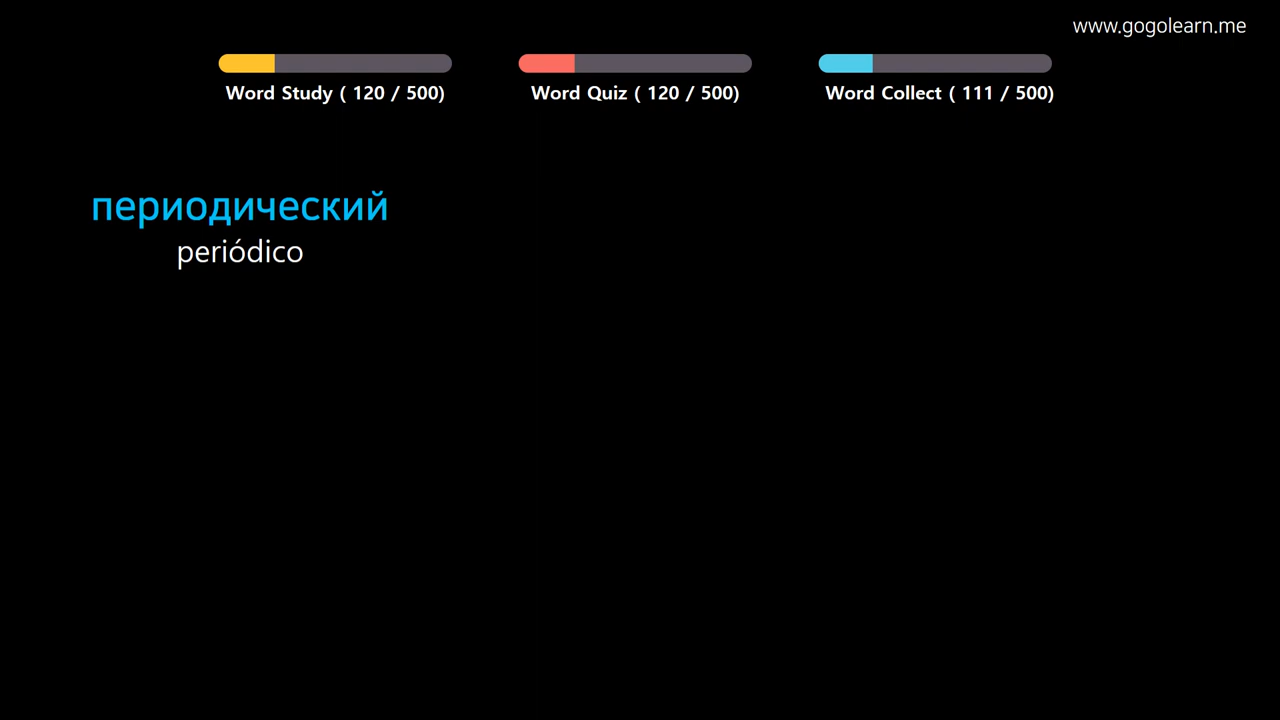 www.gogolearn.me
Word Study ( 120 / 500)
Word Quiz ( 120 / 500)
Word Collect ( 111 / 500)
периодический
periódico